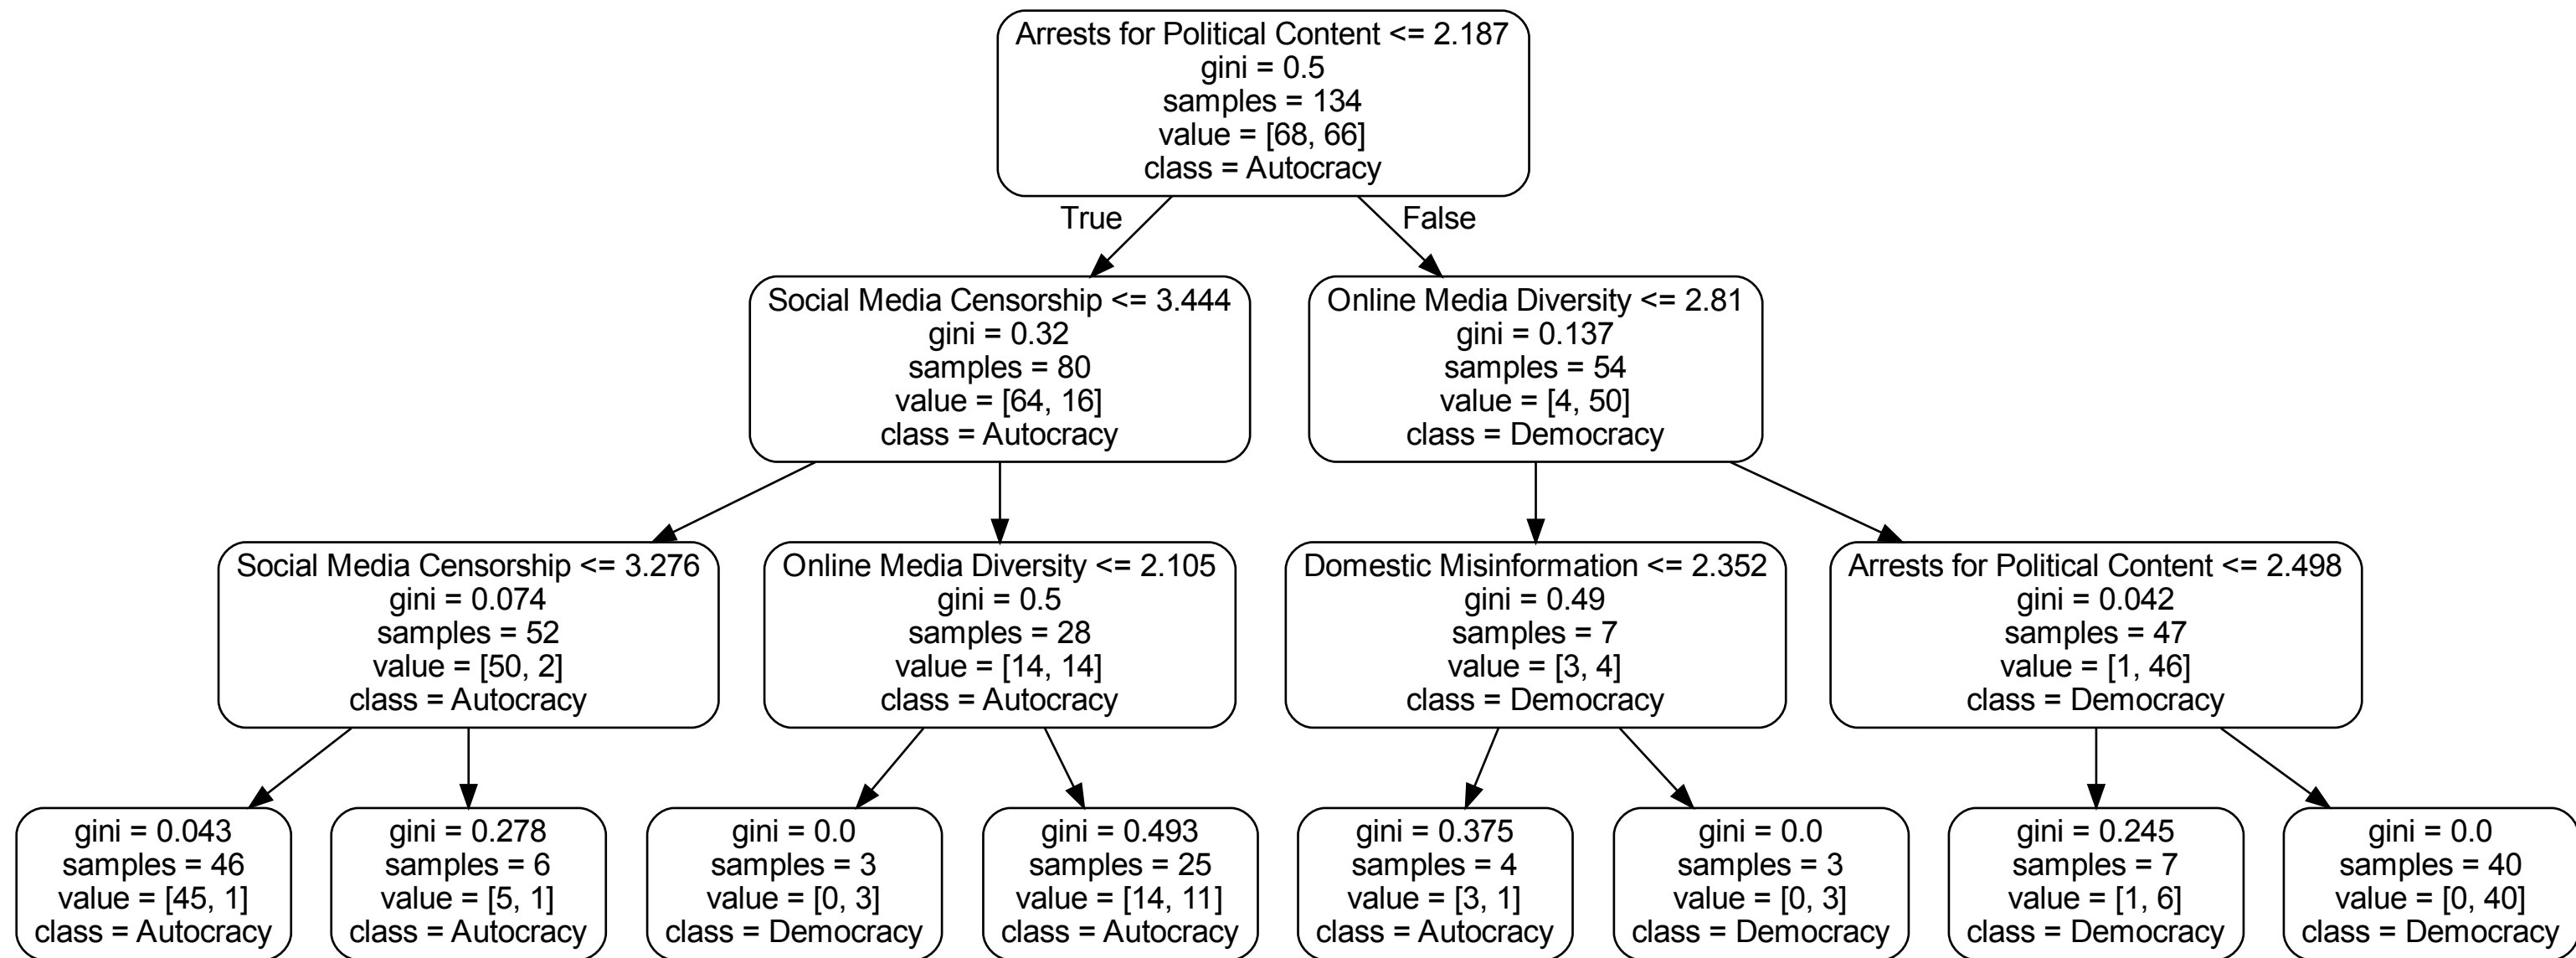 Arrests for Political Content <= 2.187
gini = 0.5
samples = 134
value = [68, 66]
class = Autocracy
True
False
Social Media Censorship <= 3.444
gini = 0.32
samples = 80
value = [64, 16]
class = Autocracy
Online Media Diversity <= 2.81
gini = 0.137
samples = 54
value = [4, 50]
class = Democracy
Social Media Censorship <= 3.276
gini = 0.074
samples = 52
value = [50, 2]
class = Autocracy
Online Media Diversity <= 2.105
gini = 0.5
samples = 28
value = [14, 14]
class = Autocracy
Domestic Misinformation <= 2.352
gini = 0.49
samples = 7
value = [3, 4]
class = Democracy
Arrests for Political Content <= 2.498
gini = 0.042
samples = 47
value = [1, 46]
class = Democracy
gini = 0.043
samples = 46
value = [45, 1]
class = Autocracy
gini = 0.278
samples = 6
value = [5, 1]
class = Autocracy
gini = 0.0
samples = 3
value = [0, 3]
class = Democracy
gini = 0.493
samples = 25
value = [14, 11]
class = Autocracy
gini = 0.375
samples = 4
value = [3, 1]
class = Autocracy
gini = 0.0
samples = 3
value = [0, 3]
class = Democracy
gini = 0.245
samples = 7
value = [1, 6]
class = Democracy
gini = 0.0
samples = 40
value = [0, 40]
class = Democracy